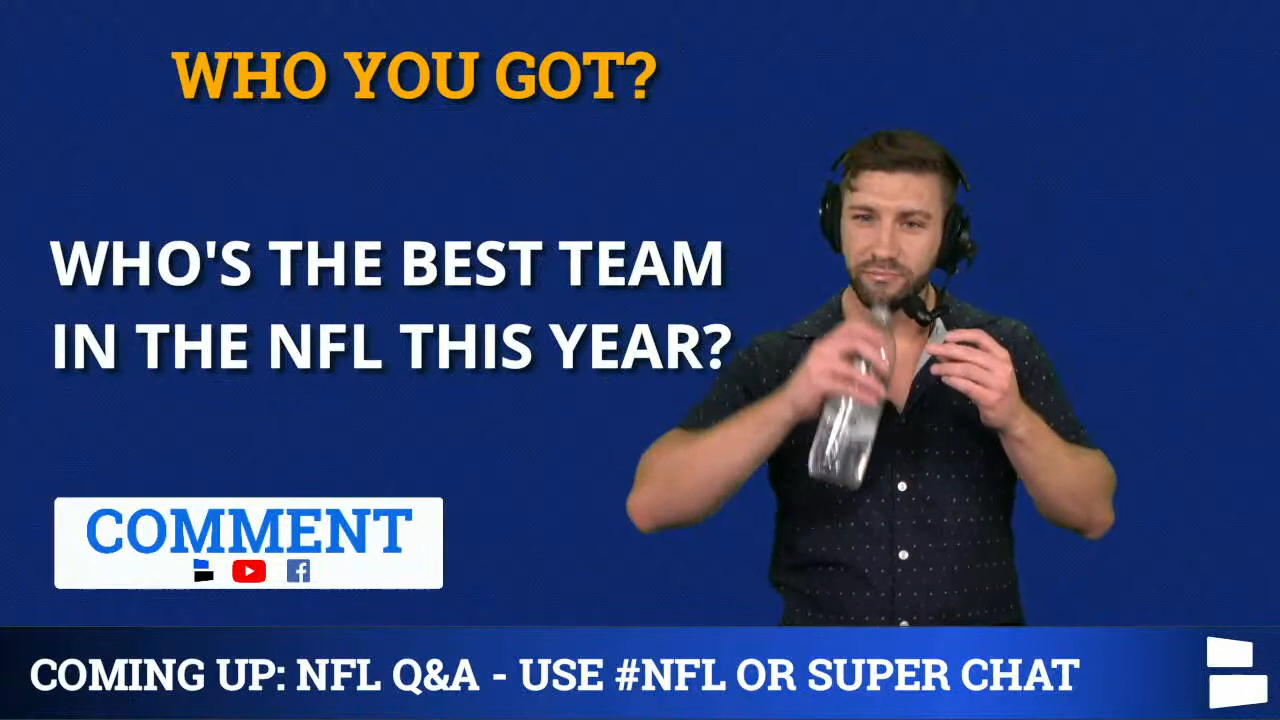 WHO YOU GOT?
WHO'S THE BEST TEAM
IN THE NFL THIS YEAR?
COMMENT
COMING UP: NFL Q&A - USE #NFL OR SUPER CHAT